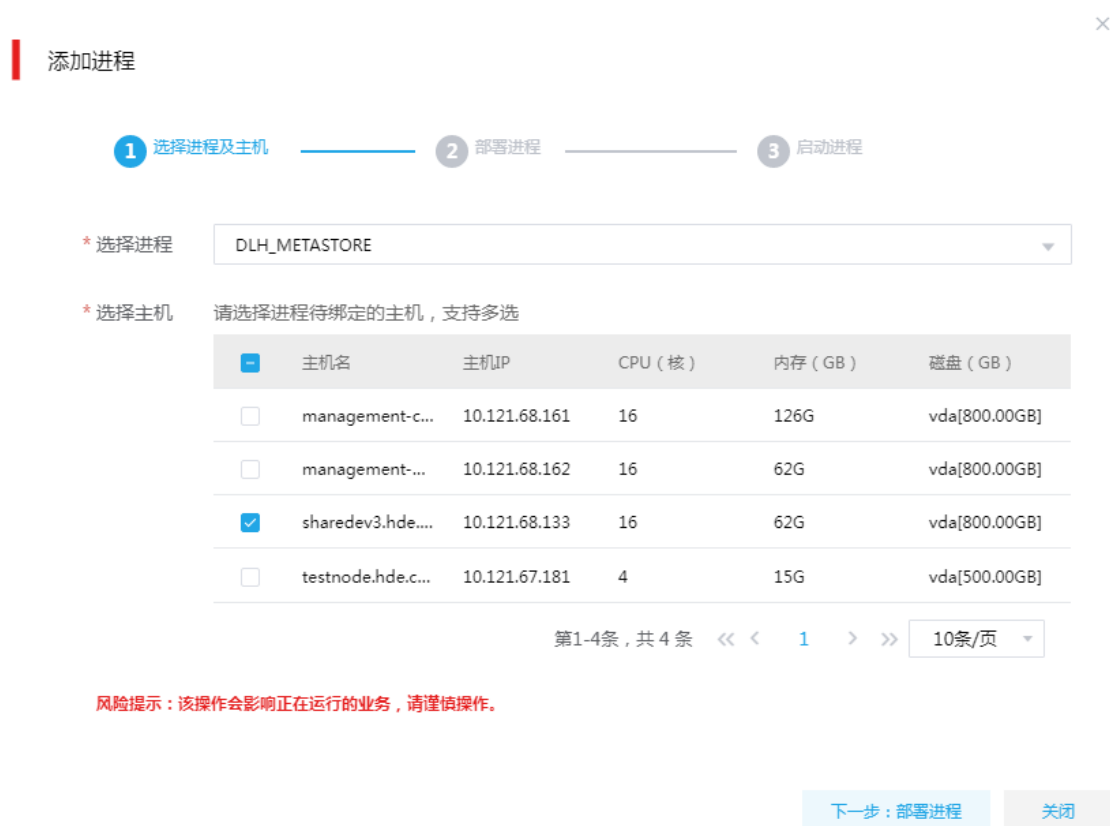 添加进程
1 选择进程及主机 2 部署进程 3 启动进程
* 选择进程 DLH_METASTORE
* 选择主机 请选择进程待绑定的主机，支持多选
主机名 主机IP CPU（核） 内存（GB） 磁盘（GB）
management-c... 10.121.68.161 16 126G vda[800.00GB]
management-... 10.121.68.162 16 62G vda[800.00GB]
sharedev3.hde.... 10.121.68.133 16 62G vda[800.00GB]
testnode.hde.c... 10.121.67.181 4 15G vda[500.00GB]
第1-4条，共 4 条 1 10条/页
风险提示：该操作会影响正在运行的业务，请谨慎操作。
下一步：部署进程 关闭